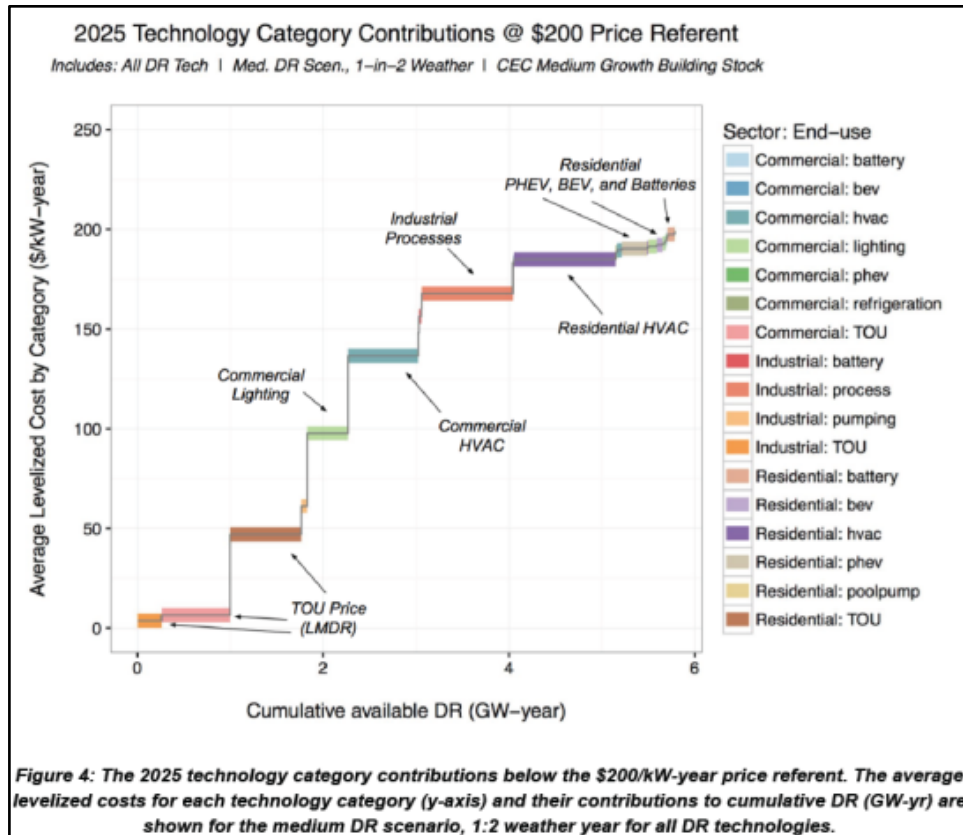 2025 Technology Category Contributions @ $200 Price Referent
Includes: All DR Tech | Med. DR Scen., 1-in-2 Weather | CEC Medium Growth Building Stock
250
200
150
100
50
0
Average Levelized Cost by Category ($/kW-year)
Residential
PHEV, BEV, and Batteries
Industrial
Processes
Residential HVAC
Commercial
Lighting
Commercial
HVAC
TOU Price
(LMDR)
0
2
4
6
Cumulative available DR (GW-year)
Sector: End-use
Commercial: battery
Commercial: bev
Commercial: hvac
Commercial: lighting
Commercial: phev
Commercial: refrigeration
Commercial: TOU
Industrial: battery
Industrial: process
Industrial: pumping
Industrial: TOU
Residential: battery
Residential: bev
Residential: hvac
Residential: phev
Residential: poolpump
Residential: TOU
Figure 4: The 2025 technology category contributions below the $200/kW-year price referent. The average
levelized costs for each technology category (y-axis) and their contributions to cumulative DR (GW-yr) are
shown for the medium DR scenario, 1:2 weather year for all DR technologies.